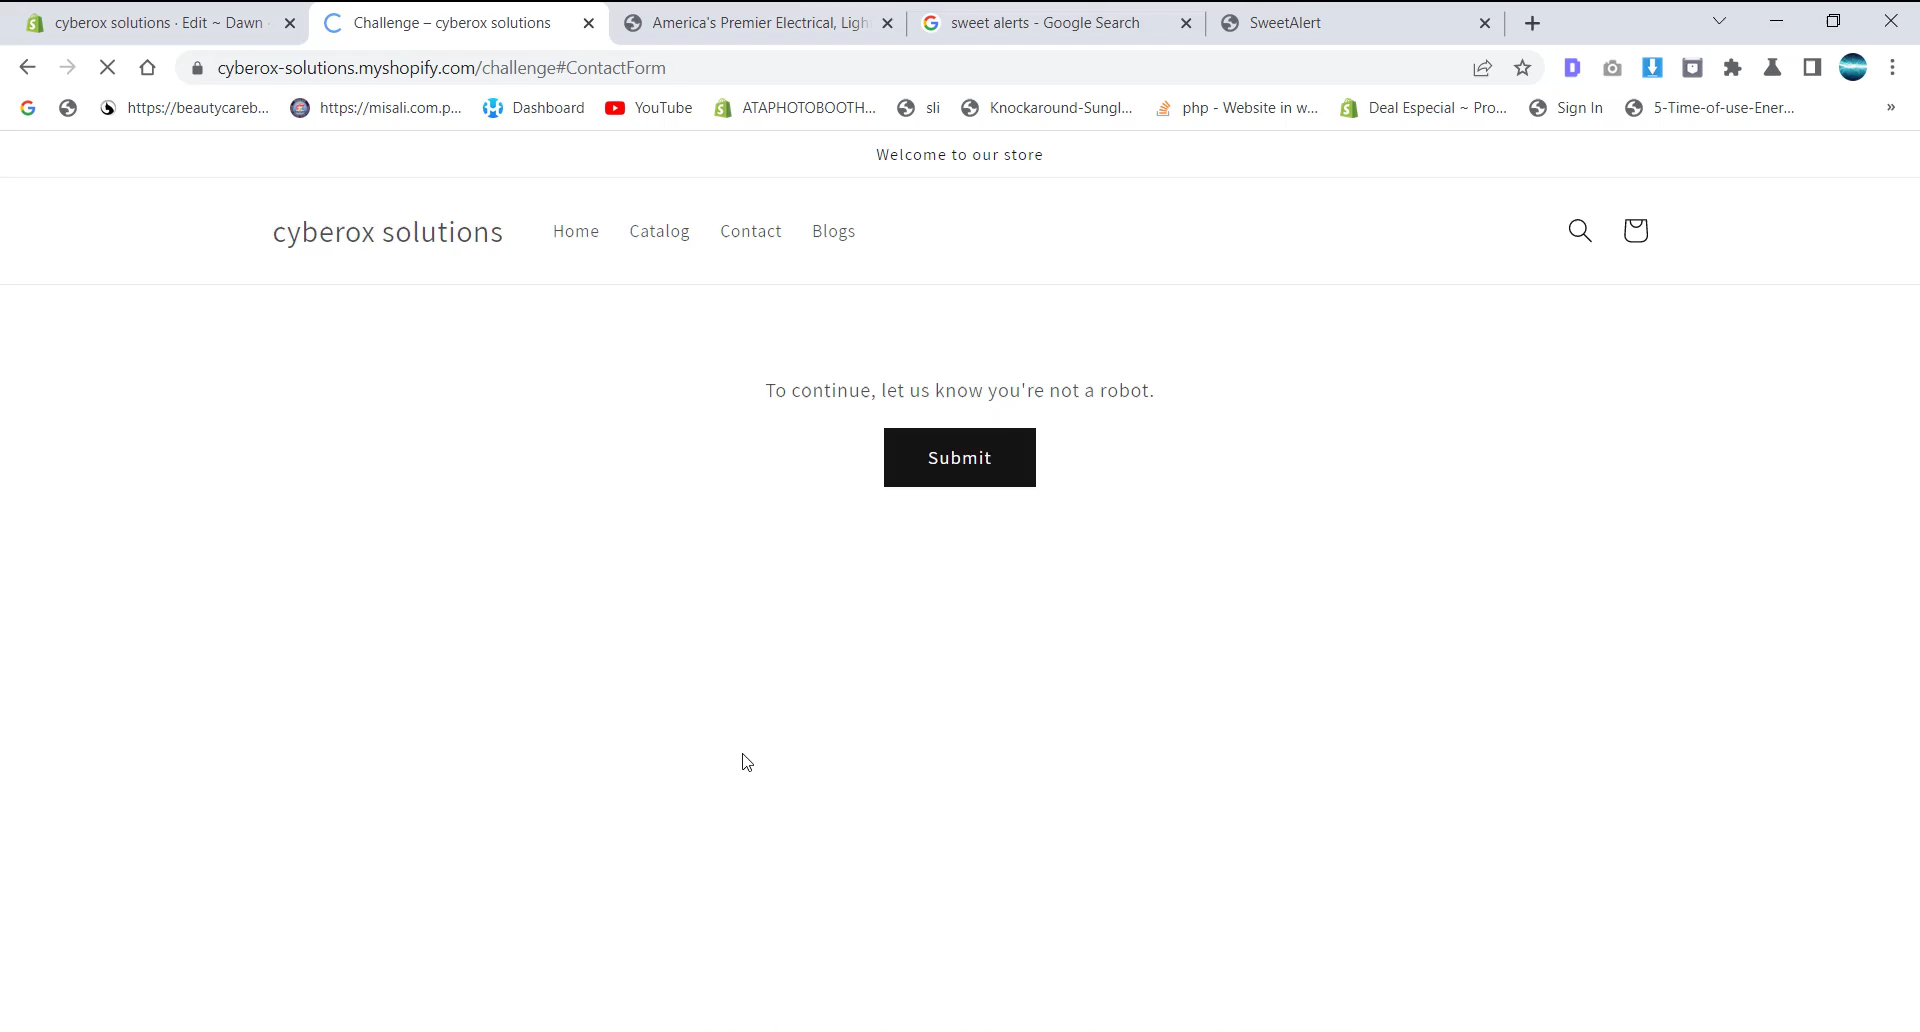 cyberox solutions · Edit ~ Dawn
Challenge – cyberox solutions
America's Premier Electrical, Ligh
sweet alerts - Google Search
SweetAlert
cyberox-solutions.myshopify.com/challenge#ContactForm
https://beautycareb...
https://misali.com.p...
Dashboard
YouTube
ATAPHOTOBOOTH...
sli
Knockaround-Sungl...
php - Website in w...
Deal Especial ~ Pro...
Sign In
5-Time-of-use-Ener...
»
Welcome to our store
cyberox solutions
Home
Catalog
Contact
Blogs
To continue, let us know you're not a robot.
Submit